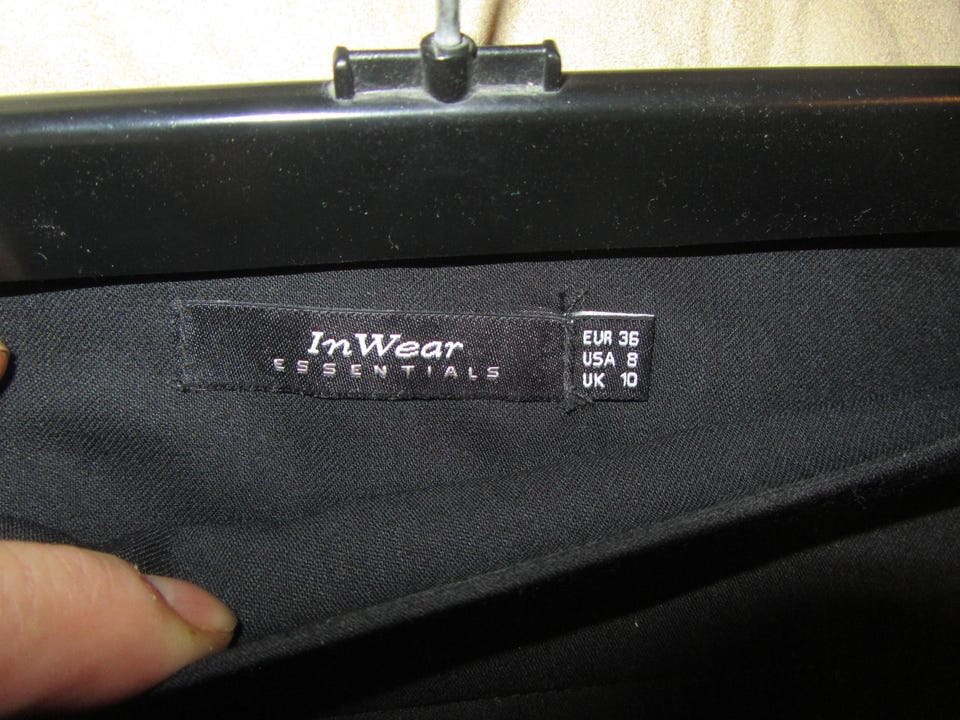 InWear
ESSENTIALS
EUR 36
USA 8
UK 10